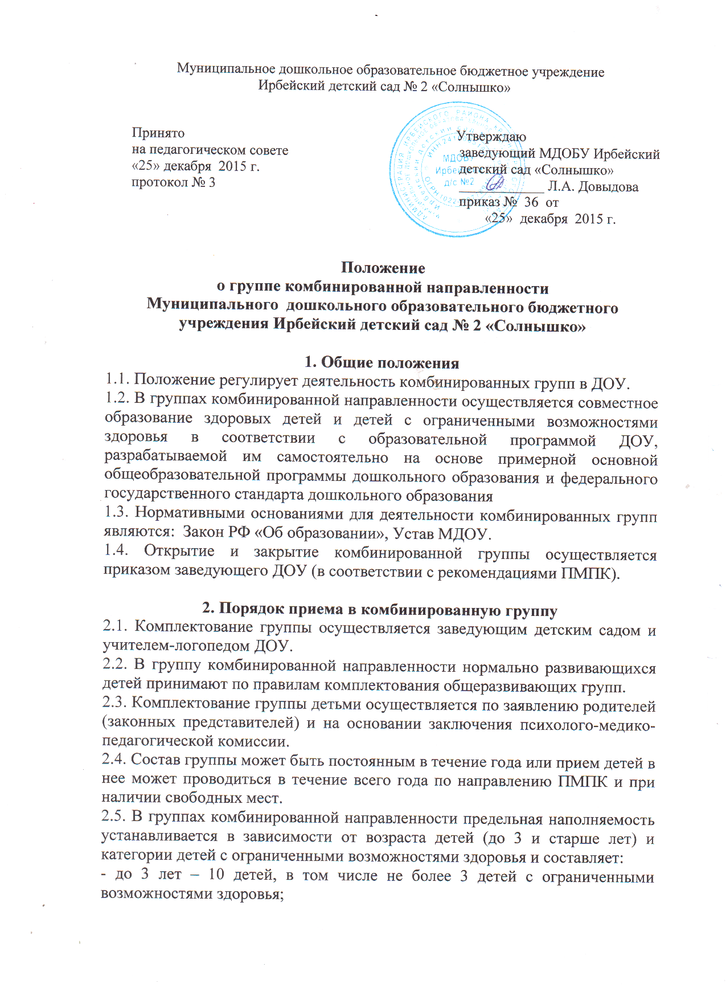 Муниципальное дошкольное образовательное бюджетное учреждение
Ирбейский детский сад № 2 «Солнышко»
Принято
на педагогическом совете
«25» декабря 2015 г.
протокол № 3
Утверждаю
заведующий МДОБУ Ирбейский
детский сад «Солнышко»
____________ Л.А. Довыдова
приказ № 36 от
«25» декабря 2015 г.
МДОБУ
д/с №2
Положение
о группе комбинированной направленности
Муниципального дошкольного образовательного бюджетного
учреждения Ирбейский детский сад № 2 «Солнышко»
1. Общие положения
1.1. Положение регулирует деятельность комбинированных групп в ДОУ.
1.2. В группах комбинированной направленности осуществляется совместное
образование здоровых детей и детей с ограниченными возможностями
здоровья в соответствии с образовательной программой ДОУ,
разрабатываемой им самостоятельно на основе примерной основной
общеобразовательной программы дошкольного образования и федерального
государственного стандарта дошкольного образования
1.3. Нормативными основаниями для деятельности комбинированных групп
являются: Закон РФ «Об образовании», Устав МДОУ.
1.4. Открытие и закрытие комбинированной группы осуществляется
приказом заведующего ДОУ (в соответствии с рекомендациями ПМПК).
2. Порядок приема в комбинированную группу
2.1. Комплектование группы осуществляется заведующим детским садом и
учителем-логопедом ДОУ.
2.2. В группу комбинированной направленности нормально развивающихся
детей принимают по правилам комплектования общеразвивающих групп.
2.3. Комплектование группы детьми осуществляется по заявлению родителей
(законных представителей) и на основании заключения психолого-медико-
педагогической комиссии.
2.4. Состав группы может быть постоянным в течение года или прием детей в
нее может проводиться в течение всего года по направлению ПМПК и при
наличии свободных мест.
2.5. В группах комбинированной направленности предельная наполняемость
устанавливается в зависимости от возраста детей (до 3 и старше лет) и
категории детей с ограниченными возможностями здоровья и составляет:
- до 3 лет – 10 детей, в том числе не более 3 детей с ограниченными
возможностями здоровья;